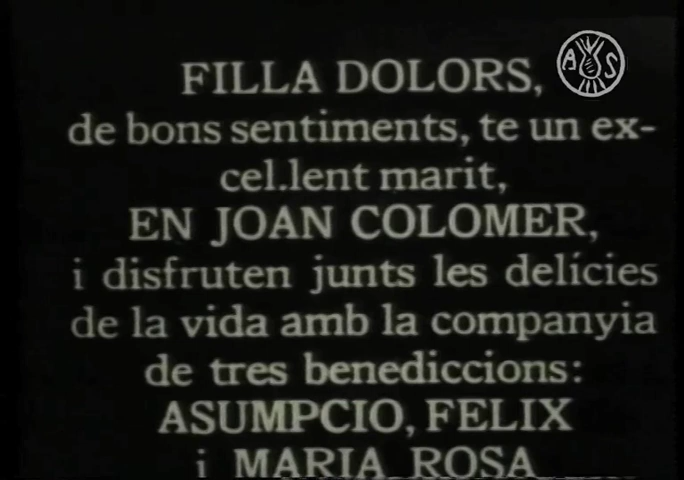 FILLA DOLORS,
A S
de bons sentiments, te un ex-
cel.lent marit,
EN JOAN COLOMER,
i disfruten junts les delícies
de la vida amb la companyia
de tres benediccions:
ASUMPCIO, FELIX
i MARIA ROSA